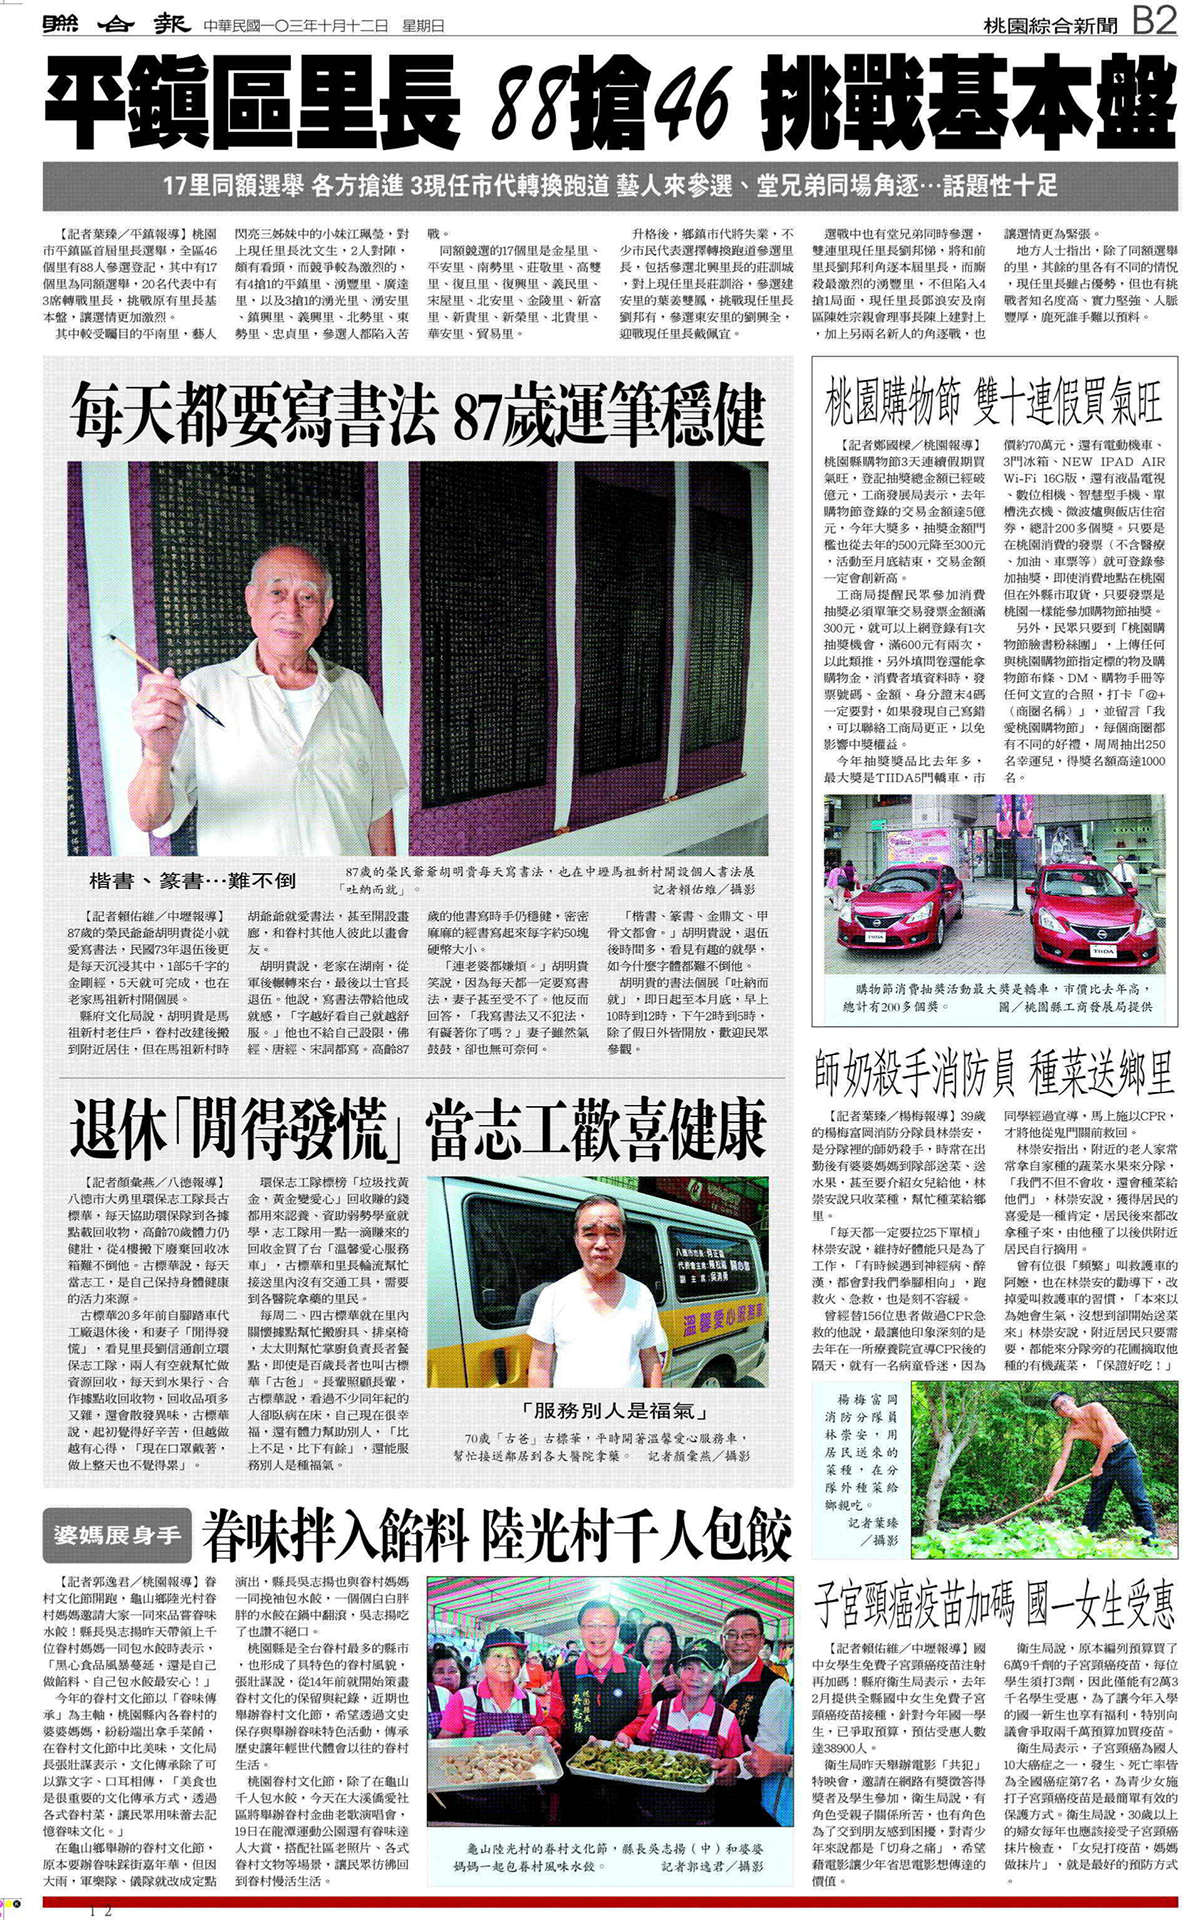 聯合報 中華民國一〇三年十月十二日 星期日
桃園綜合新聞 B2
平鎮區里長 88搶46 挑戰基本盤
17里同額選舉 各方搶進 3現任市代轉換跑道 藝人來參選、堂兄弟同場角逐…話題性十足
【記者葉臻／平鎮報導】桃園
市平鎮區首屆里長選舉，全區46
個里有88人參選登記，其中有17
個里為同額選舉，20名代表中有
3席轉戰里長，挑戰原有里長基
本盤，讓選情更加激烈。
其中較受矚目的平南里，藝人
閃亮三姊妹中的小妹江珮瑩，對
上現任里長沈文生，2人對陣，
頗有看頭，而競爭較為激烈的，
有4搶1的平鎮里、湧豐里、廣達
里，以及3搶1的湧光里、湧安里
、鎮興里、義興里、北勢里、東
勢里、忠貞里，參選人都陷入苦
戰。
同額競選的17個里是金星里、
平安里、南勢里、莊敬里、高雙
里、復旦里、復興里、義民里、
宋屋里、北安里、金陵里、新富
里、新貴里、新榮里、北貴里、
華安里、貿易里。
升格後，鄉鎮市代將失業，不
少市民代表選擇轉換跑道參選里
長，包括參選北興里長的莊訓城
，對上現任里長莊訓浴，參選建
安里的葉姜雙鳳，挑戰現任里長
劉邦有，參選東安里的劉興全，
迎戰現任里長戴佩宜。
選戰中也有堂兄弟同時參選，
雙連里現任里長劉邦悌，將和前
里長劉邦利角逐本屆里長，而廝
殺最激烈的湧豐里，不但陷入4
搶1局面，現任里長鄧浪安及南
區陳姓宗親會理事長陳上建對上
，加上另兩名新人的角逐戰，也
讓選情更為緊張。
地方人士指出，除了同額選舉
的里，其餘的里各有不同的情況
，現任里長雖占優勢，但也有挑
戰者知名度高、實力堅強、人脈
豐厚，鹿死誰手難以預料。
每天都要寫書法 87歲運筆穩健
楷書、篆書…難不倒
87歲的榮民爺爺胡明貴每天寫書法，也在中壢馬祖新村開設個人書法展
「吐納而就」。 記者賴佑維／攝影
【記者賴佑維／中壢報導】
87歲的榮民爺爺胡明貴從小就
愛寫書法，民國73年退伍後更
是每天沉浸其中，1部5千字的
金剛經，5天就可完成，也在
老家馬祖新村開個展。
縣府文化局說，胡明貴是馬
祖新村老住戶，眷村改建後搬
到附近居住，但在馬祖新村時
胡爺爺就愛書法，甚至開設畫
廊，和眷村其他人彼此以畫會
友。
胡明貴說，老家在湖南，從
軍後輾轉來台，最後以士官長
退伍。他說，寫書法帶給他成
就感，「字越好看自己就越舒
服。」他也不給自己設限，佛
經、唐經、宋詞都寫。高齡87
歲的他書寫時手仍穩健，密密
麻麻的經書寫起來每字約50塊
硬幣大小。
「連老婆都嫌煩。」胡明貴
笑說，因為每天都一定要寫書
法，妻子甚至受不了。他反而
回答，「我寫書法又不犯法，
有礙著你了嗎？」妻子雖然氣
鼓鼓，卻也無可奈何。
「楷書、篆書、金鼎文、甲
骨文都會。」胡明貴說，退伍
後時間多，看見有趣的就學，
如今什麼字體都難不倒他。
胡明貴的書法個展「吐納而
就」，即日起至本月底，早上
10時到12時，下午2時到5時，
除了假日外皆開放，歡迎民眾
參觀。
退休「閒得發慌」 當志工歡喜健康
【記者顏彙燕／八德報導】
八德市大勇里環保志工隊長古
標華，每天協助環保隊到各據
點載回收物，高齡70歲體力仍
健壯，從4樓搬下廢棄回收冰
箱難不倒他。古標華說，每天
當志工，是自己保持身體健康
的活力來源。
古標華20多年前自腳踏車代
工廠退休後，和妻子「閒得發
慌」，看見里長劉信通創立環
保志工隊，兩人有空就幫忙做
資源回收，每天到水果行、合
作據點收回收物，回收品項多
又雜，還會散發異味，古標華
說，起初覺得好辛苦，但越做
越有心得，「現在口罩戴著，
做上整天也不覺得累」。
環保志工隊標榜「垃圾找黃
金，黃金變愛心」回收賺的錢
都用來認養、資助弱勢學童就
學，志工隊用一點一滴賺來的
回收金買了台「溫馨愛心服務
車」，古標華和里長輪流幫忙
接送里內沒有交通工具，需要
到各醫院拿藥的里民。
每周二、四古標華就在里內
關懷據點幫忙搬廚具、排桌椅
，太太則幫忙掌廚負責長者餐
點，即使是百歲長者也叫古標
華「古爸」。長輩照顧長輩，
古標華說，看過不少同年紀的
人卻臥病在床，自己現在很幸
福，還有體力幫助別人，「比
上不足，比下有餘」，還能服
務別人是種福氣。
溫馨愛心服務車
「服務別人是福氣」
70歲「古爸」古標華，平時開著溫馨愛心服務車，
幫忙接送鄰居到各大醫院拿藥。 記者顏彙燕／攝影
婆媽展身手
眷味拌入餡料 陸光村千人包餃
【記者郭逸君／桃園報導】眷
村文化節開跑，龜山鄉陸光村眷
村媽媽邀請大家一同來品嘗眷味
水餃！縣長吳志揚昨天帶領上千
位眷村媽媽一同包水餃時表示，
「黑心食品風暴蔓延，還是自己
做餡料、自己包水餃最安心！」
今年的眷村文化節以「眷味傳
承」為主軸，桃園縣內各眷村的
婆婆媽媽，紛紛端出拿手菜餚，
在眷村文化節中比美味，文化局
長張壯謀表示，文化傳承除了可
以靠文字、口耳相傳，「美食也
是很重要的文化傳承方式，透過
各式眷村菜，讓民眾用味蕾去記
憶眷味文化。」
在龜山鄉舉辦的眷村文化節，
原本要辦眷味踩街嘉年華，但因
大雨，軍樂隊、儀隊就改成定點
演出，縣長吳志揚也與眷村媽媽
一同挽袖包水餃，一個個白白胖
胖的水餃在鍋中翻滾，吳志揚吃
了也讚不絕口。
桃園縣是全台眷村最多的縣市
，也形成了具特色的眷村風貌，
張壯謀說，從14年前就開始策畫
眷村文化的保留與紀錄，近期也
舉辦眷村文化節，希望透過文史
保存與舉辦眷味特色活動，傳承
歷史讓年輕世代體會以往的眷村
生活。
桃園眷村文化節，除了在龜山
千人包水餃，今天在大溪僑愛社
區將舉辦眷村金曲老歌演唱會，
19日在龍潭運動公園還有眷味達
人大賞，搭配社區老照片、各式
眷村文物等場景，讓民眾彷彿回
到眷村慢活生活。
吳志揚
龜山陸光村的眷村文化節，縣長吳志揚（中）和婆婆
媽媽一起包眷村風味水餃。 記者郭逸君／攝影
桃園購物節 雙十連假買氣旺
【記者鄭國樑／桃園報導】
桃園縣購物節3天連續假期買
氣旺，登記抽獎總金額已經破
億元，工商發展局表示，去年
購物節登錄的交易金額達5億
元，今年大獎多，抽獎金額門
檻也從去年的500元降至300元
，活動至月底結束，交易金額
一定會創新高。
工商局提醒民眾參加消費
抽獎必須單筆交易發票金額滿
300元，就可以上網登錄有1次
抽獎機會，滿600元有兩次，
以此類推，另外填問卷還能拿
購物金，消費者填資料時，發
票號碼、金額、身分證末4碼
一定要對，如果發現自己寫錯
，可以聯絡工商局更正，以免
影響中獎權益。
今年抽獎獎品比去年多，
最大獎是TIIDA5門轎車，市
價約70萬元，還有電動機車、
3門冰箱、NEW IPAD AIR
Wi-Fi 16G版，還有液晶電視
、數位相機、智慧型手機、單
槽洗衣機、微波爐與飯店住宿
券，總計200多個獎。只要是
在桃園消費的發票（不含醫療
、加油、車票等）就可登錄參
加抽獎，即使消費地點在桃園
但在外縣市取貨，只要發票是
桃園一樣能參加購物節抽獎。
另外，民眾只要到「桃園購
物節臉書粉絲團」，上傳任何
與桃園購物節指定標的物及購
物節布條、DM、購物手冊等
任何文宣的合照，打卡「@+
（商圈名稱）」，並留言「我
愛桃園購物節」，每個商圈都
有不同的好禮，周周抽出250
名幸運兒，得獎名額高達1000
名。
TIIDA
COACH
購物節消費抽獎活動最大獎是轎車，市價比去年高，
總計有200多個獎。 圖／桃園縣工商發展局提供
師奶殺手消防員 種菜送鄉里
【記者葉臻／楊梅報導】39歲
的楊梅富岡消防分隊員林崇安，
是分隊裡的師奶殺手，時常在出
勤後有婆婆媽媽到隊部送菜、送
水果，甚至要介紹女兒給他，林
崇安說只收菜種，幫忙種菜給鄉
里。
「每天都一定要拉25下單槓」
林崇安說，維持好體能只是為了
工作，「有時候遇到神經病、醉
漢，都會對我們拳腳相向」，跑
救火、急救，也是刻不容緩。
曾經替156位患者做過CPR急
救的他說，最讓他印象深刻的是
去年在一所療養院宣導CPR後的
隔天，就有一名病童昏迷，因為
同學經過宣導，馬上施以CPR，
才將他從鬼門關前救回。
林崇安指出，附近的老人家常
常拿自家種的蔬菜水果來分隊，
「我們不但不會收，還會種菜給
他們」，林崇安說，獲得居民的
喜愛是一種肯定，居民後來都改
拿種子來，由他種了以後供附近
居民自行摘用。
曾有位很「頻繁」叫救護車的
阿嬤，也在林崇安的勸導下，改
掉愛叫救護車的習慣，「本來以
為她會生氣，沒想到卻開始送菜
來」林崇安說，附近居民只要需
要，都能來分隊旁的花圃摘取他
種的有機蔬菜，「保證好吃！」
楊梅富岡
消防分隊員
林崇安，用
居民送來的
菜種，在分
隊外種菜給
鄉親吃。
記者葉臻
／攝影
子宮頸癌疫苗加碼 國一女生受惠
【記者賴佑維／中壢報導】國
中女學生免費子宮頸癌疫苗注射
再加碼！縣府衛生局表示，去年
2月提供全縣國中女生免費子宮
頸癌疫苗接種，針對今年國一學
生，已爭取預算，預估受惠人數
達38900人。
衛生局昨天舉辦電影「共犯」
特映會，邀請在網路有獎徵答得
獎者及學生參加，衛生局說，有
角色受親子關係所苦，也有角色
為了交到朋友感到困擾，對青少
年來說都是「切身之痛」，希望
藉電影讓少年省思電影想傳達的
價值。
衛生局說，原本編列預算買了
6萬9千劑的子宮頸癌疫苗，每位
學生須打3劑，因此僅能有2萬3
千名學生受惠，為了讓今年入學
的國一新生也享有福利，特別向
議會爭取兩千萬預算加買疫苗。
衛生局表示，子宮頸癌為國人
10大癌症之一，發生、死亡率皆
為全國癌症第7名，為青少女施
打子宮頸癌疫苗是最簡單有效的
保護方式。衛生局說，30歲以上
的婦女每年也應該接受子宮頸癌
抹片檢查，「女兒打疫苗，媽媽
做抹片」，就是最好的預防方式
。
12